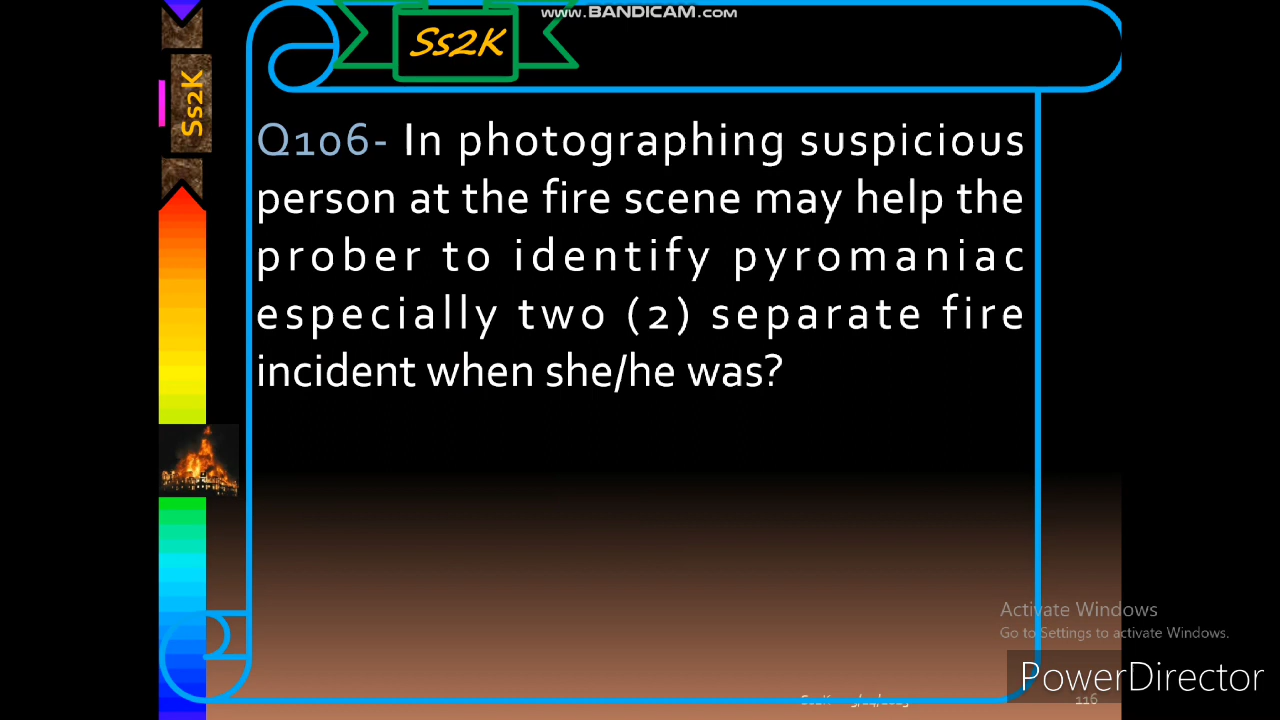 www.BANDICAM.com
Ss2K
Ss2K
Q106- In photographing suspicious
person at the fire scene may help the
prober to identify pyromaniac
especially two (2) separate fire
incident when she/he was?
Activate Windows
Go to Settings to activate Windows.
PowerDirector
Ss2K
116